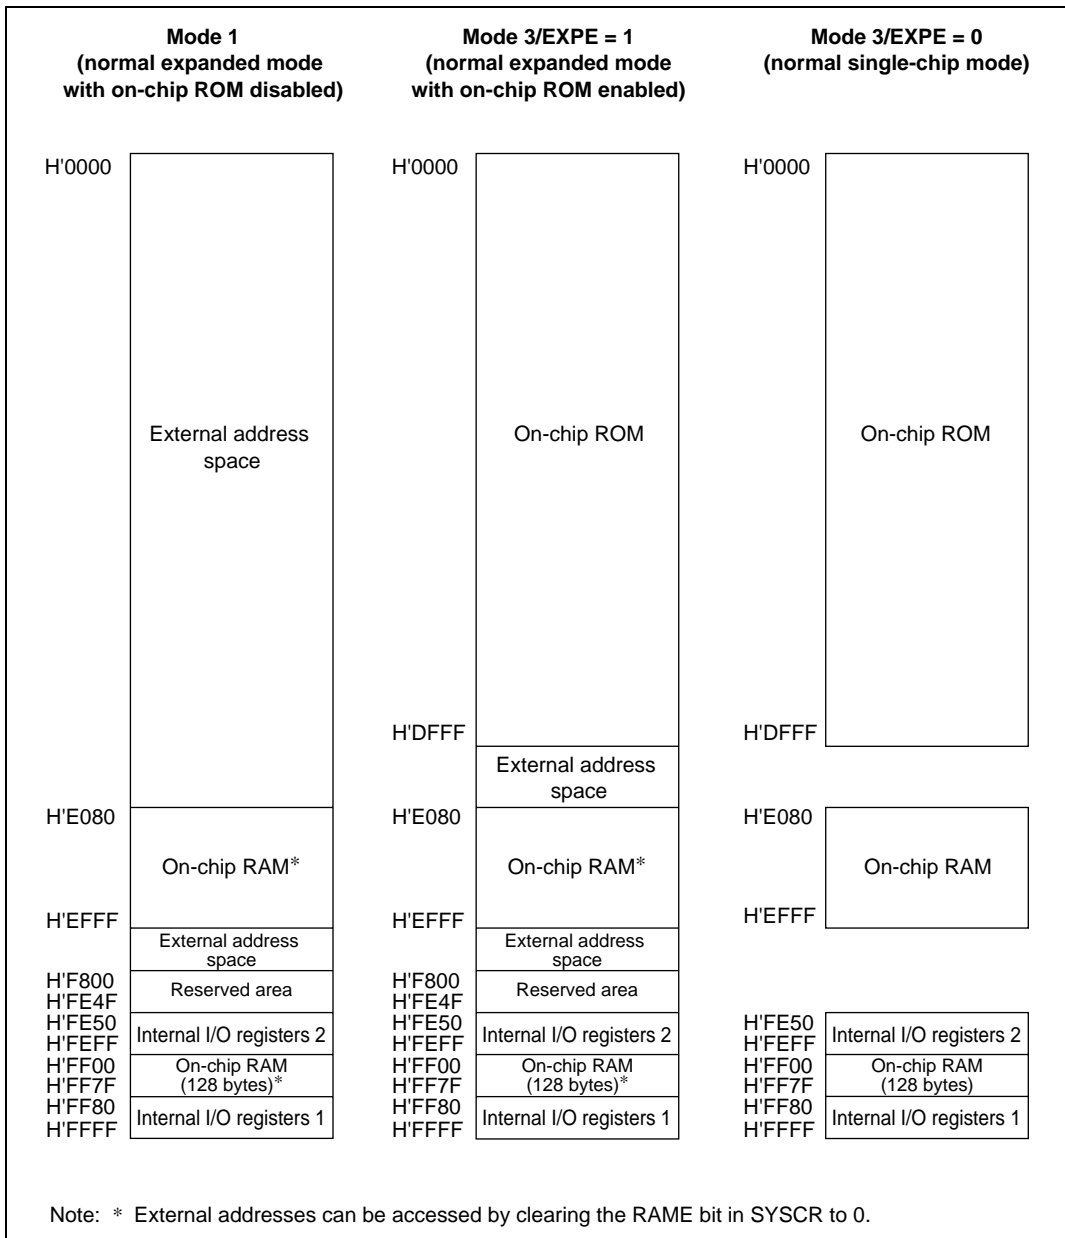 Mode 1
(normal expanded mode
with on-chip ROM disabled)
Mode 3/EXPE = 1
(normal expanded mode
with on-chip ROM enabled)
Mode 3/EXPE = 0
(normal single-chip mode)
H'0000
External address
space
H'E080
On-chip RAM*
H'EFFF
External address
space
H'F800
Reserved area
H'FE4F
H'FE50
Internal I/O registers 2
H'FEFF
H'FF00
On-chip RAM
(128 bytes)*
H'FF7F
H'FF80
Internal I/O registers 1
H'FFFF
H'0000
On-chip ROM
H'DFFF
External address
space
H'E080
On-chip RAM*
H'EFFF
External address
space
H'F800
Reserved area
H'FE4F
H'FE50
Internal I/O registers 2
H'FEFF
H'FF00
On-chip RAM
(128 bytes)*
H'FF7F
H'FF80
Internal I/O registers 1
H'FFFF
H'0000
On-chip ROM
H'DFFF
H'E080
On-chip RAM
H'EFFF
H'FE50
Internal I/O registers 2
H'FEFF
H'FF00
On-chip RAM
(128 bytes)
H'FF7F
H'FF80
Internal I/O registers 1
H'FFFF
Note: * External addresses can be accessed by clearing the RAME bit in SYSCR to 0.